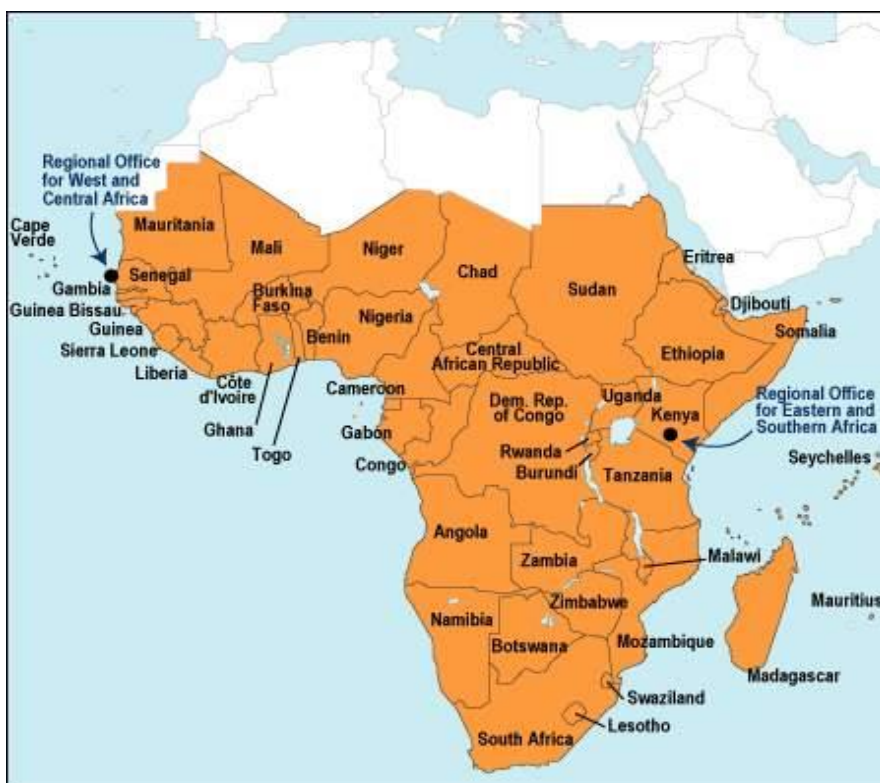 Regional Office
for West and
Central Africa
Cape
Verde
Mauritania
Mali
Niger
Chad
Sudan
Eritrea
Senegal
Gambia
Guinea Bissau
Guinea
Sierra Leone
Liberia
Burkina
Faso
Benin
Nigeria
Djibouti
Somalia
Ethiopia
Central
African Republic
Côte
d'Ivoire
Ghana
Togo
Cameroon
Gabón
Congo
Dem. Rep.
of Congo
Uganda
Kenya
Regional Office
for Eastern and
Southern Africa
Rwanda
Burundi
Tanzania
Seychelles
Angola
Zambia
Malawi
Zimbabwe
Mauritius
Namibia
Botswana
Mozambique
Madagascar
Swaziland
Lesotho
South Africa